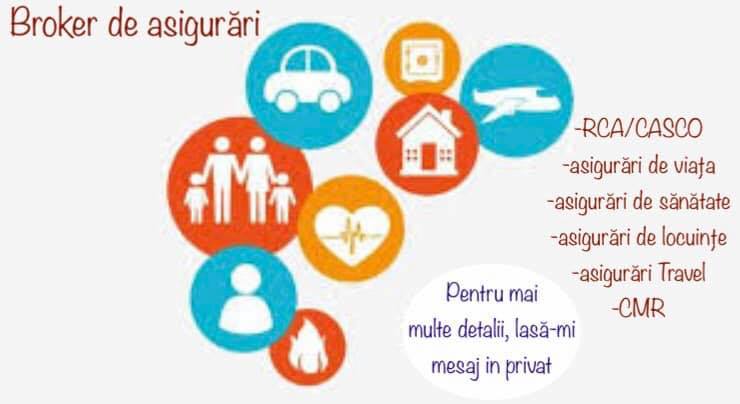 Broker de asigurări
-RCA/CASCO
-asigurări de viața
-asigurări de sănătate
-asigurări de locuințe
-asigurări Travel
-CMR
Pentru mai
multe detalii, lasă-mi
mesaj in privat